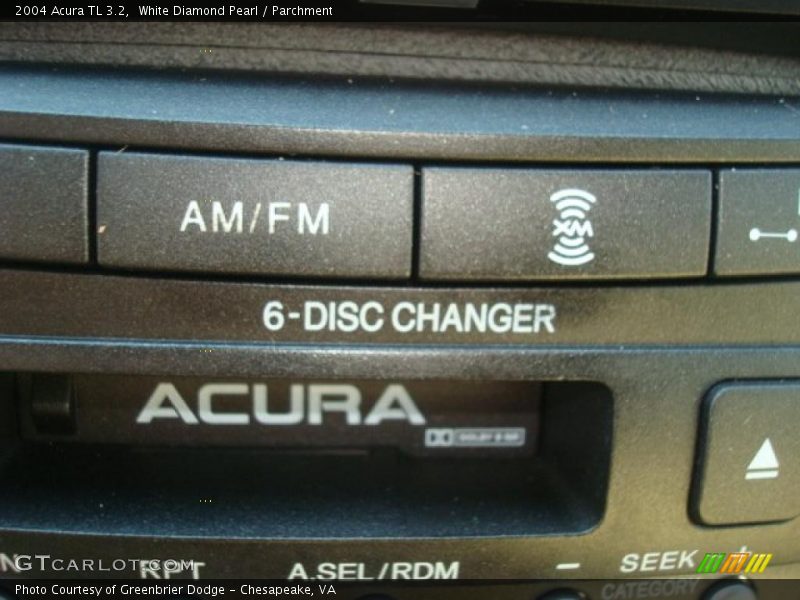 2004 Acura TL 3.2,  White Diamond Pearl / Parchment
AM/FM
XM
6-DISC CHANGER
ACURA
GTCARLOT.COM
RPT
A.SEL/RDM
−
SEEK
+
CATEGORY
Photo Courtesy of Greenbrier Dodge - Chesapeake, VA